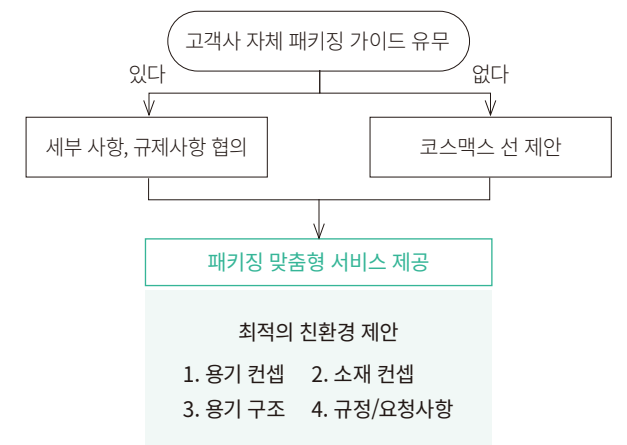 고객사 자체 패키징 가이드 유무
있다
없다
세부 사항, 규제사항 협의
코스맥스 선 제안
패키징 맞춤형 서비스 제공
최적의 친환경 제안
1. 용기 컨셉 2. 소재 컨셉
3. 용기 구조 4. 규정/요청사항